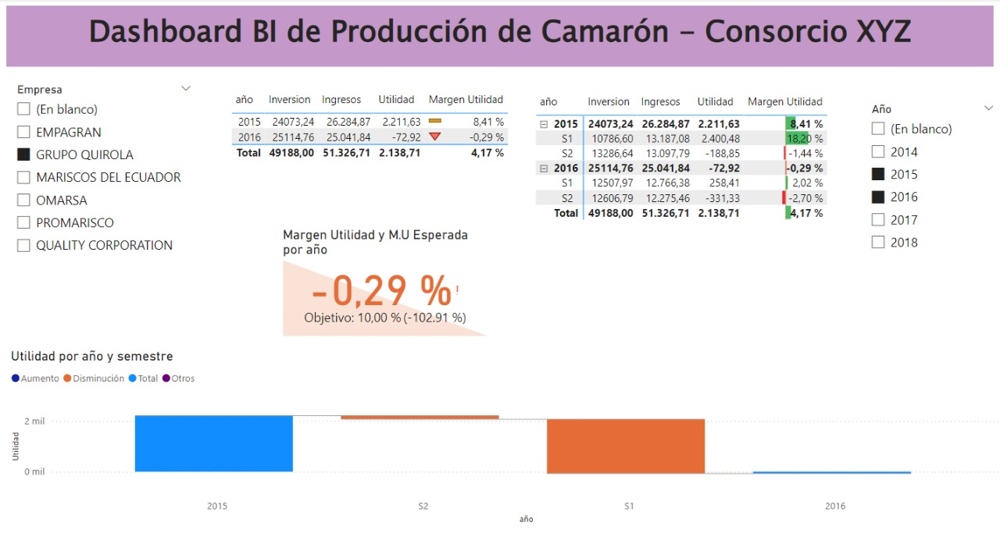 Dashboard BI de Producción de Camarón – Consorcio XYZ
Empresa
(En blanco)
EMPAGRAN
GRUPO QUIROLA
MARISCOS DEL ECUADOR
OMARSA
PROMARISCO
QUALITY CORPORATION
año Inversion Ingresos Utilidad Margen Utilidad
2015 24073,24 26.284,87 2.211,63 8,41 %
2016 25114,76 25.041,84 -72,92 -0,29 %
Total 49188,00 51.326,71 2.138,71 4,17 %
año Inversion Ingresos Utilidad Margen Utilidad
2015 24073,24 26.284,87 2.211,63 8,41 %
S1 10786,60 13.187,08 2.400,48 18,20 %
S2 13286,64 13.097,79 -188,85 -1,44 %
2016 25114,76 25.041,84 -72,92 -0,29 %
S1 12507,97 12.766,38 258,41 2,02 %
S2 12606,79 12.275,46 -331,33 -2,70 %
Total 49188,00 51.326,71 2.138,71 4,17 %
Año
(En blanco)
2014
2015
2016
2017
2018
Margen Utilidad y M.U Esperada
por año
-0,29 %!
Objetivo: 10,00 % (-102.91 %)
Utilidad por año y semestre
Aumento Disminución Total Otros
Utilidad
2 mil
0 mil
2015 S2 S1 2016
año